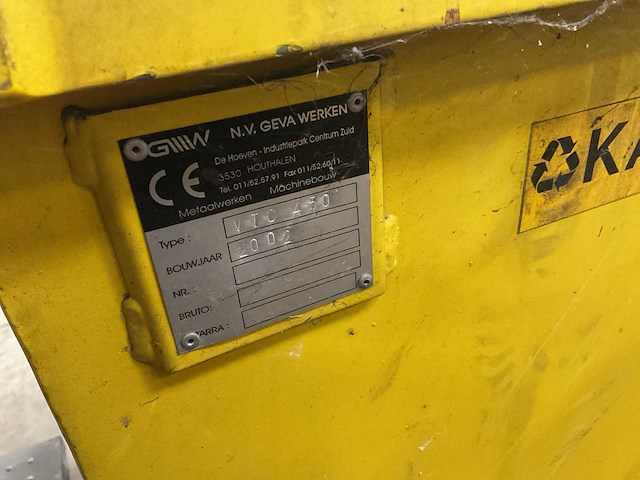 GMW N.V. GEVA WERKEN
De Hoeven - Industriepark Centrum Zuid
3530 HOUTHALEN
Tel. 011/52.57.91 Fax 011/52.60.11
CE
Metaalwerken Machinebouw
Type : VTC 450
BOUWJAAR 2002
NR. :
BRUTO:
TARRA :
KA